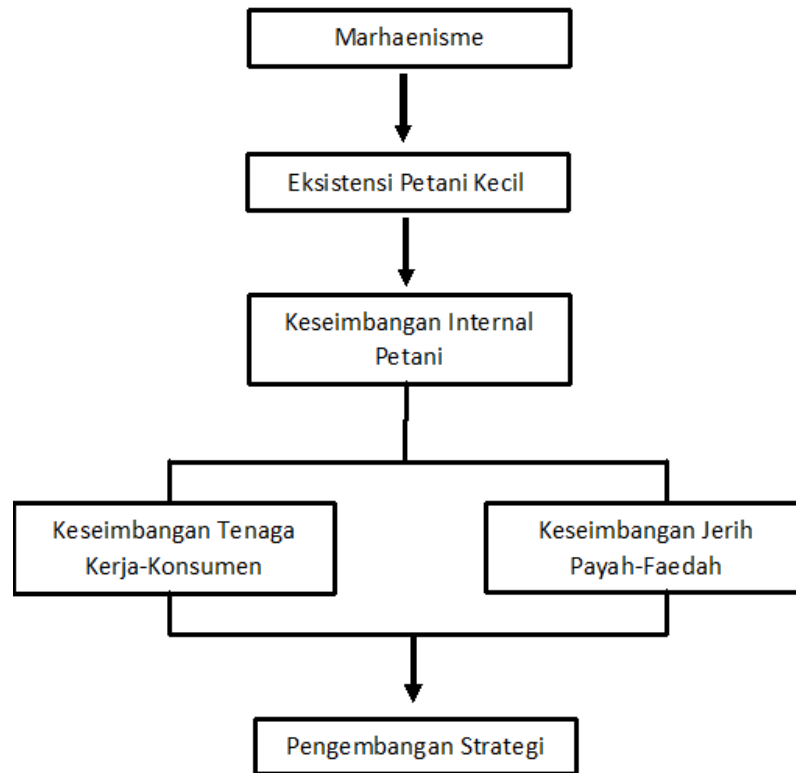 Marhaenisme
Eksistensi Petani Kecil
Keseimbangan Internal
Petani
Keseimbangan Tenaga
Kerja-Konsumen
Keseimbangan Jerih
Payah-Faedah
Pengembangan Strategi